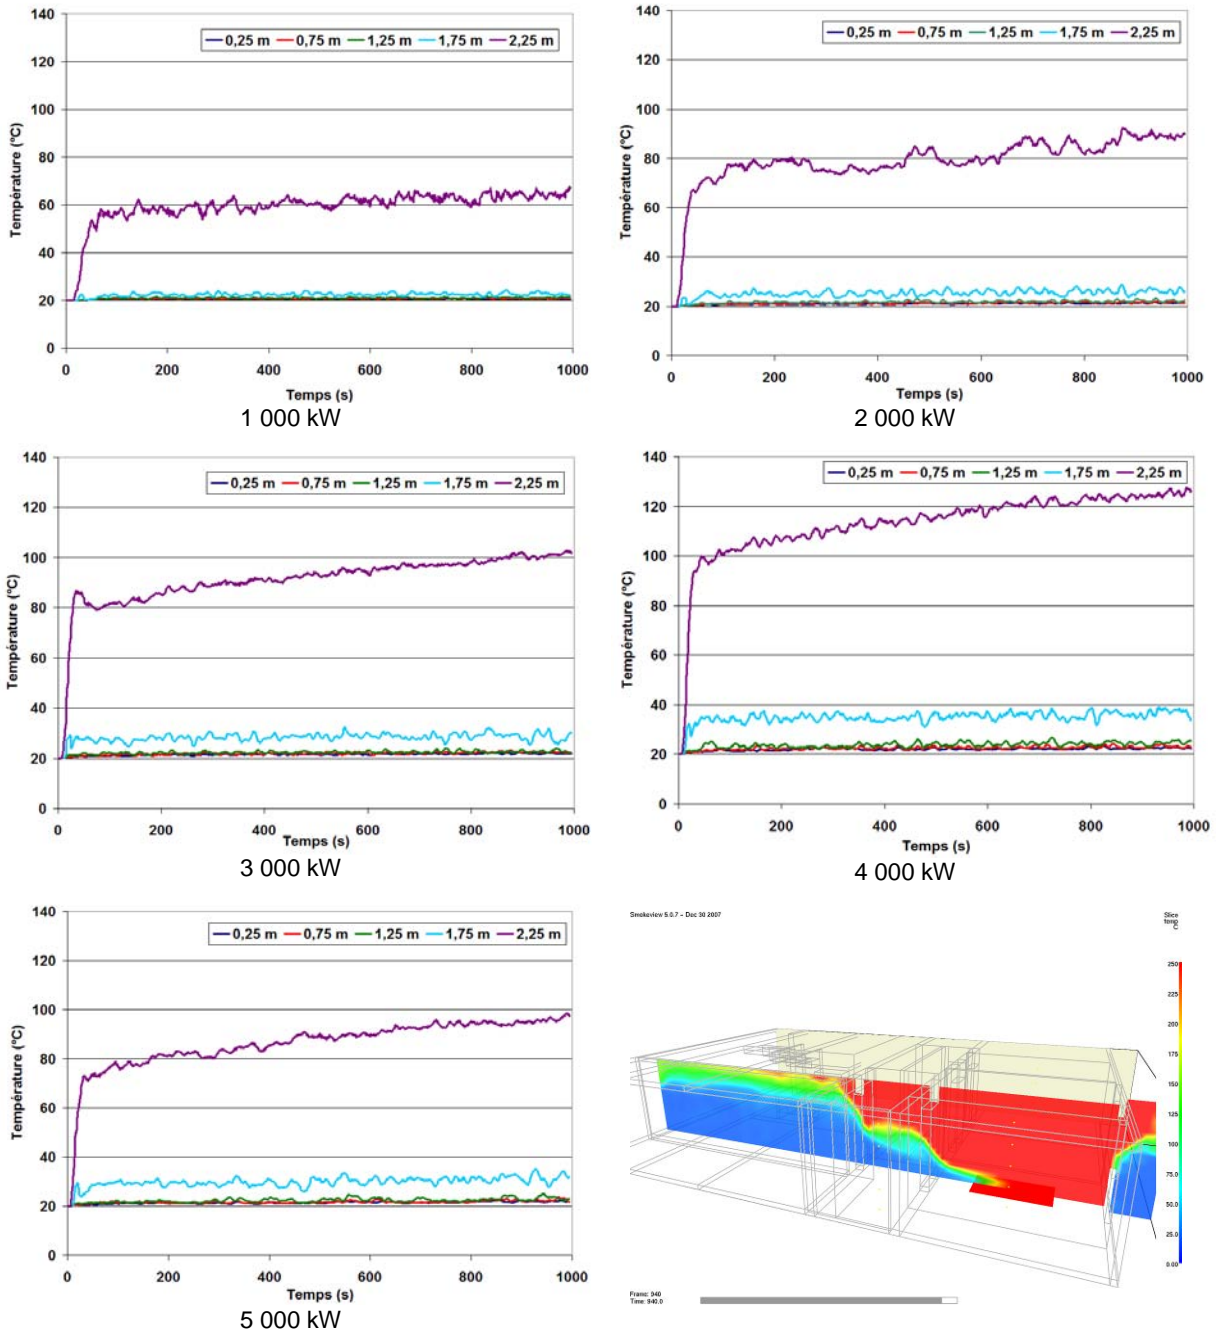 140
120
100
80
60
40
20
0
Température (°C)
0,25 m 0,75 m 1,25 m 1,75 m 2,25 m
0 200 400 600 800 1000
Temps (s)
1 000 kW
140
120
100
80
60
40
20
0
Température (°C)
0,25 m 0,75 m 1,25 m 1,75 m 2,25 m
0 200 400 600 800 1000
Temps (s)
2 000 kW
140
120
100
80
60
40
20
0
Température (°C)
0,25 m 0,75 m 1,25 m 1,75 m 2,25 m
0 200 400 600 800 1000
Temps (s)
3 000 kW
140
120
100
80
60
40
20
0
Température (°C)
0,25 m 0,75 m 1,25 m 1,75 m 2,25 m
0 200 400 600 800 1000
Temps (s)
4 000 kW
140
120
100
80
60
40
20
0
Température (°C)
0,25 m 0,75 m 1,25 m 1,75 m 2,25 m
0 200 400 600 800 1000
Temps (s)
5 000 kW
Smokeview 5.0.7 - Dec 30 2007
Slice
temp
C
250
225
200
175
150
125
100
75.0
50.0
25.0
0.00
Frame: 940
Time: 940.0